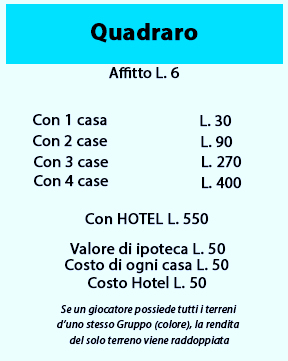 Quadraro
Affitto L. 6
Con 1 casa L. 30
Con 2 case L. 90
Con 3 case L. 270
Con 4 case L. 400
Con HOTEL L. 550
Valore di ipoteca L. 50
Costo di ogni casa L. 50
Costo Hotel L. 50
Se un giocatore possiede tutti i terreni
d'uno stesso Gruppo (colore), la rendita
del solo terreno viene raddoppiata